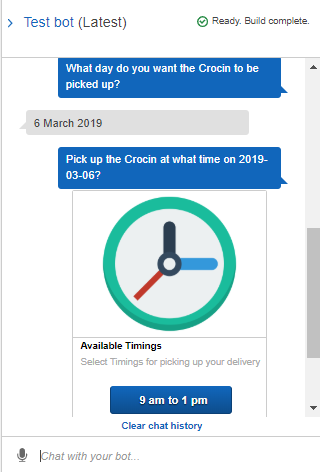 Test bot (Latest)
Ready. Build complete.
What day do you want the Crocin to be
picked up?
6 March 2019
Pick up the Crocin at what time on 2019-
03-06?
Available Timings
Select Timings for picking up your delivery
9 am to 1 pm
Clear chat history
Chat with your bot...